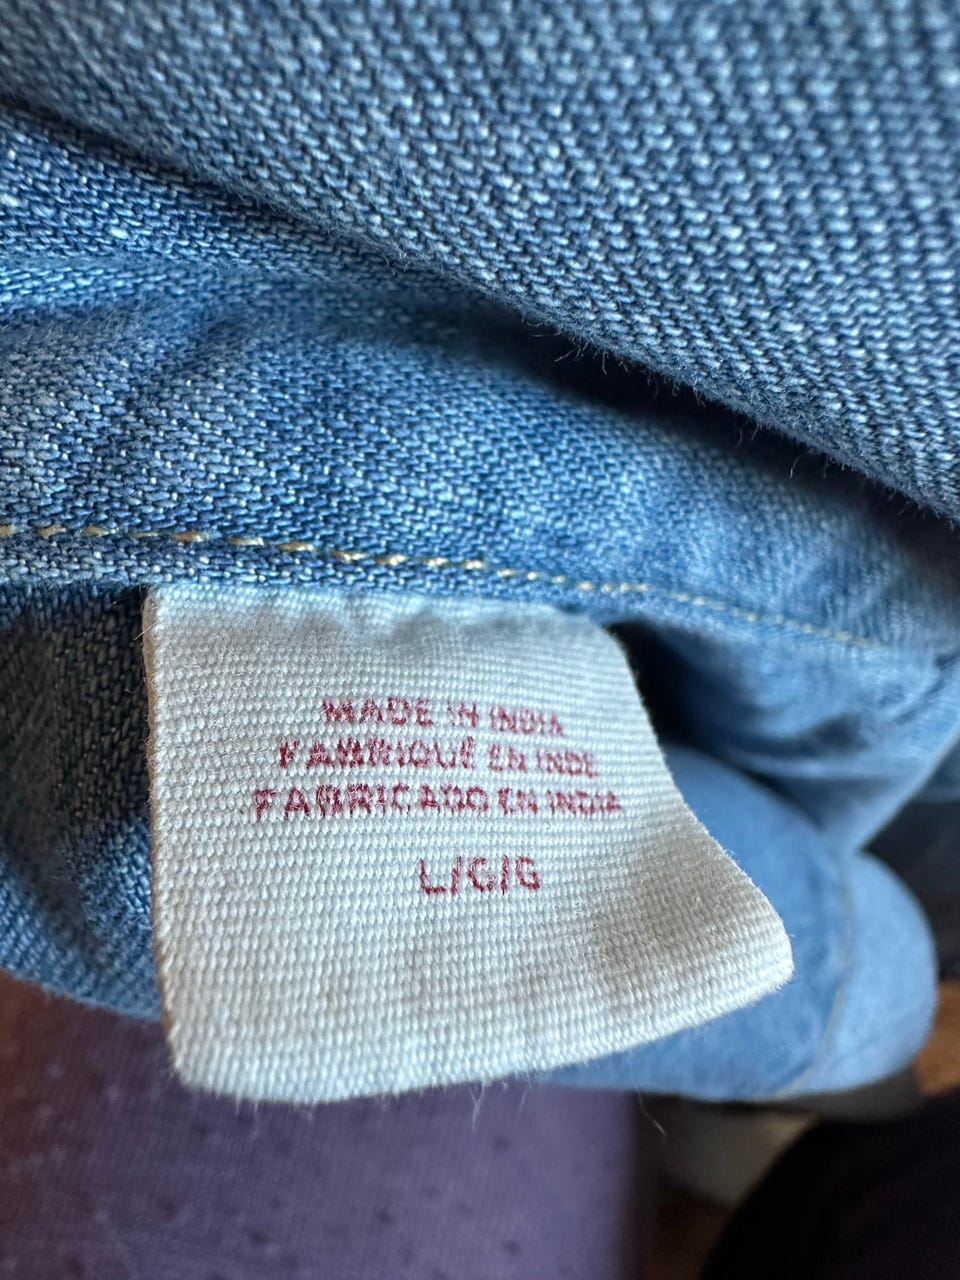 MADE IN INDIA
FABRIQUÉ EN INDE
FABRICADO EN INDIA
L/G/G